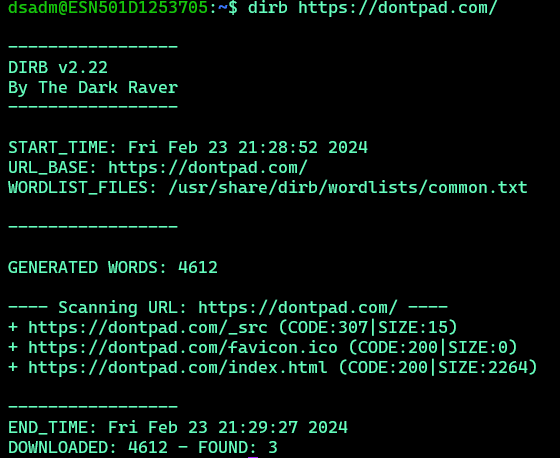 dsadm@ESN501D1253705:~$ dirb https://dontpad.com/
-----------------
DIRB v2.22
By The Dark Raver
-----------------
START_TIME: Fri Feb 23 21:28:52 2024
URL_BASE: https://dontpad.com/
WORDLIST_FILES: /usr/share/dirb/wordlists/common.txt
-----------------
GENERATED WORDS: 4612
---- Scanning URL: https://dontpad.com/ ----
+ https://dontpad.com/_src (CODE:307|SIZE:15)
+ https://dontpad.com/favicon.ico (CODE:200|SIZE:0)
+ https://dontpad.com/index.html (CODE:200|SIZE:2264)
-----------------
END_TIME: Fri Feb 23 21:29:27 2024
DOWNLOADED: 4612 - FOUND: 3